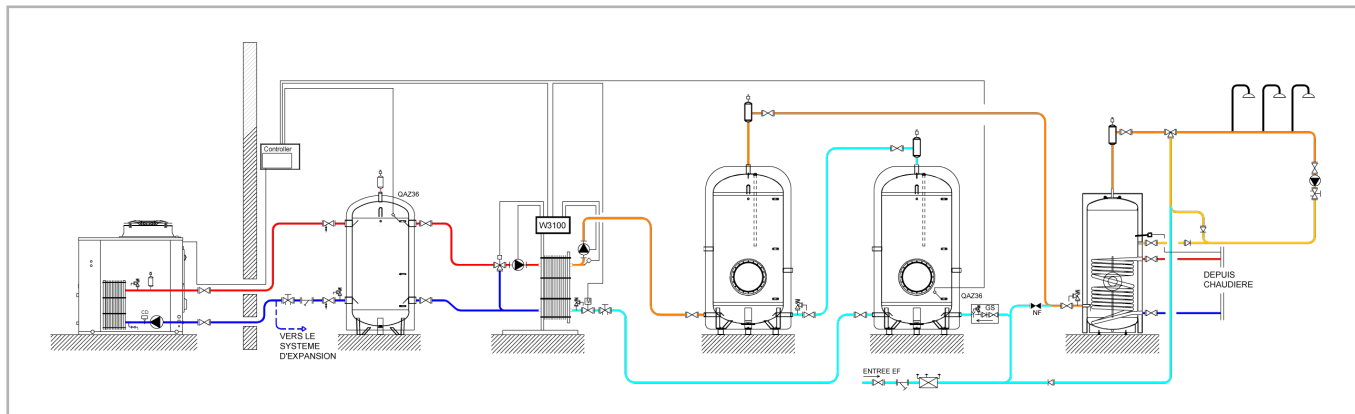 Controller
QAZ36
W3100
VERS LE
SYSTEME
D'EXPANSION
QAZ36
GS
NF
ENTREE EF
DEPUIS
CHAUDIERE